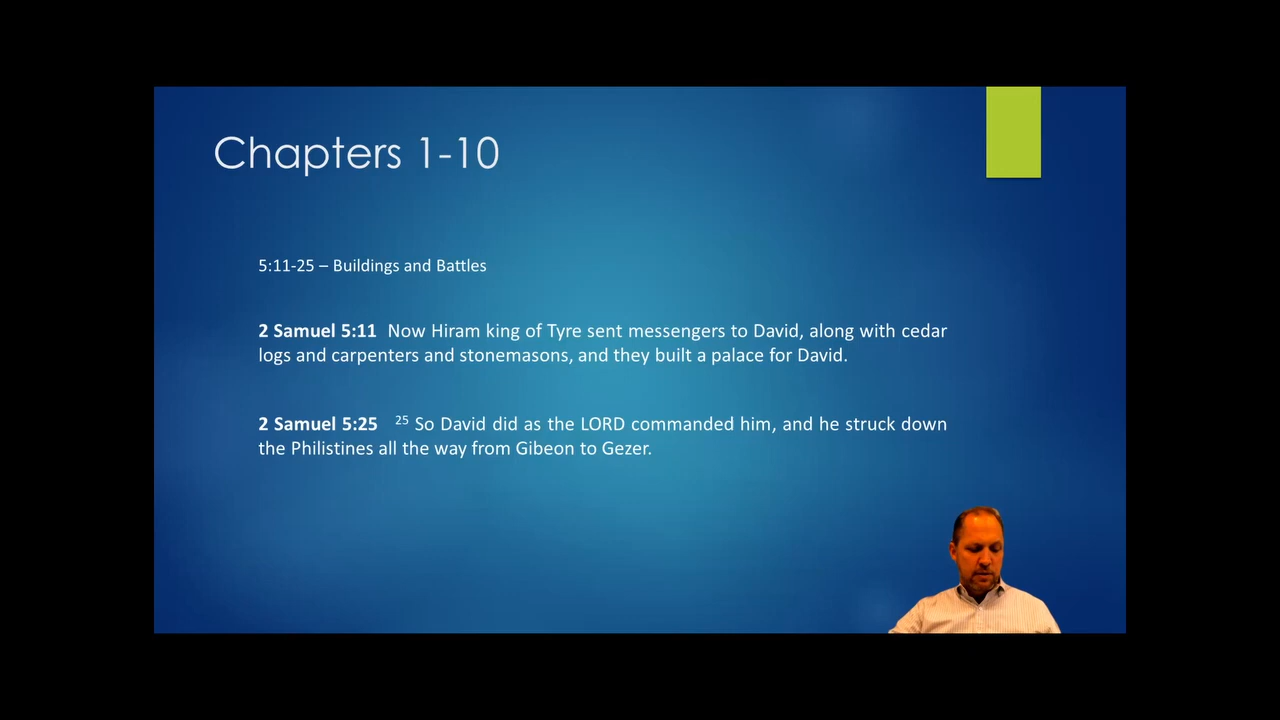 Chapters 1-10
5:11-25 – Buildings and Battles
2 Samuel 5:11 Now Hiram king of Tyre sent messengers to David, along with cedar
logs and carpenters and stonemasons, and they built a palace for David.
2 Samuel 5:25 25 So David did as the LORD commanded him, and he struck down
the Philistines all the way from Gibeon to Gezer.